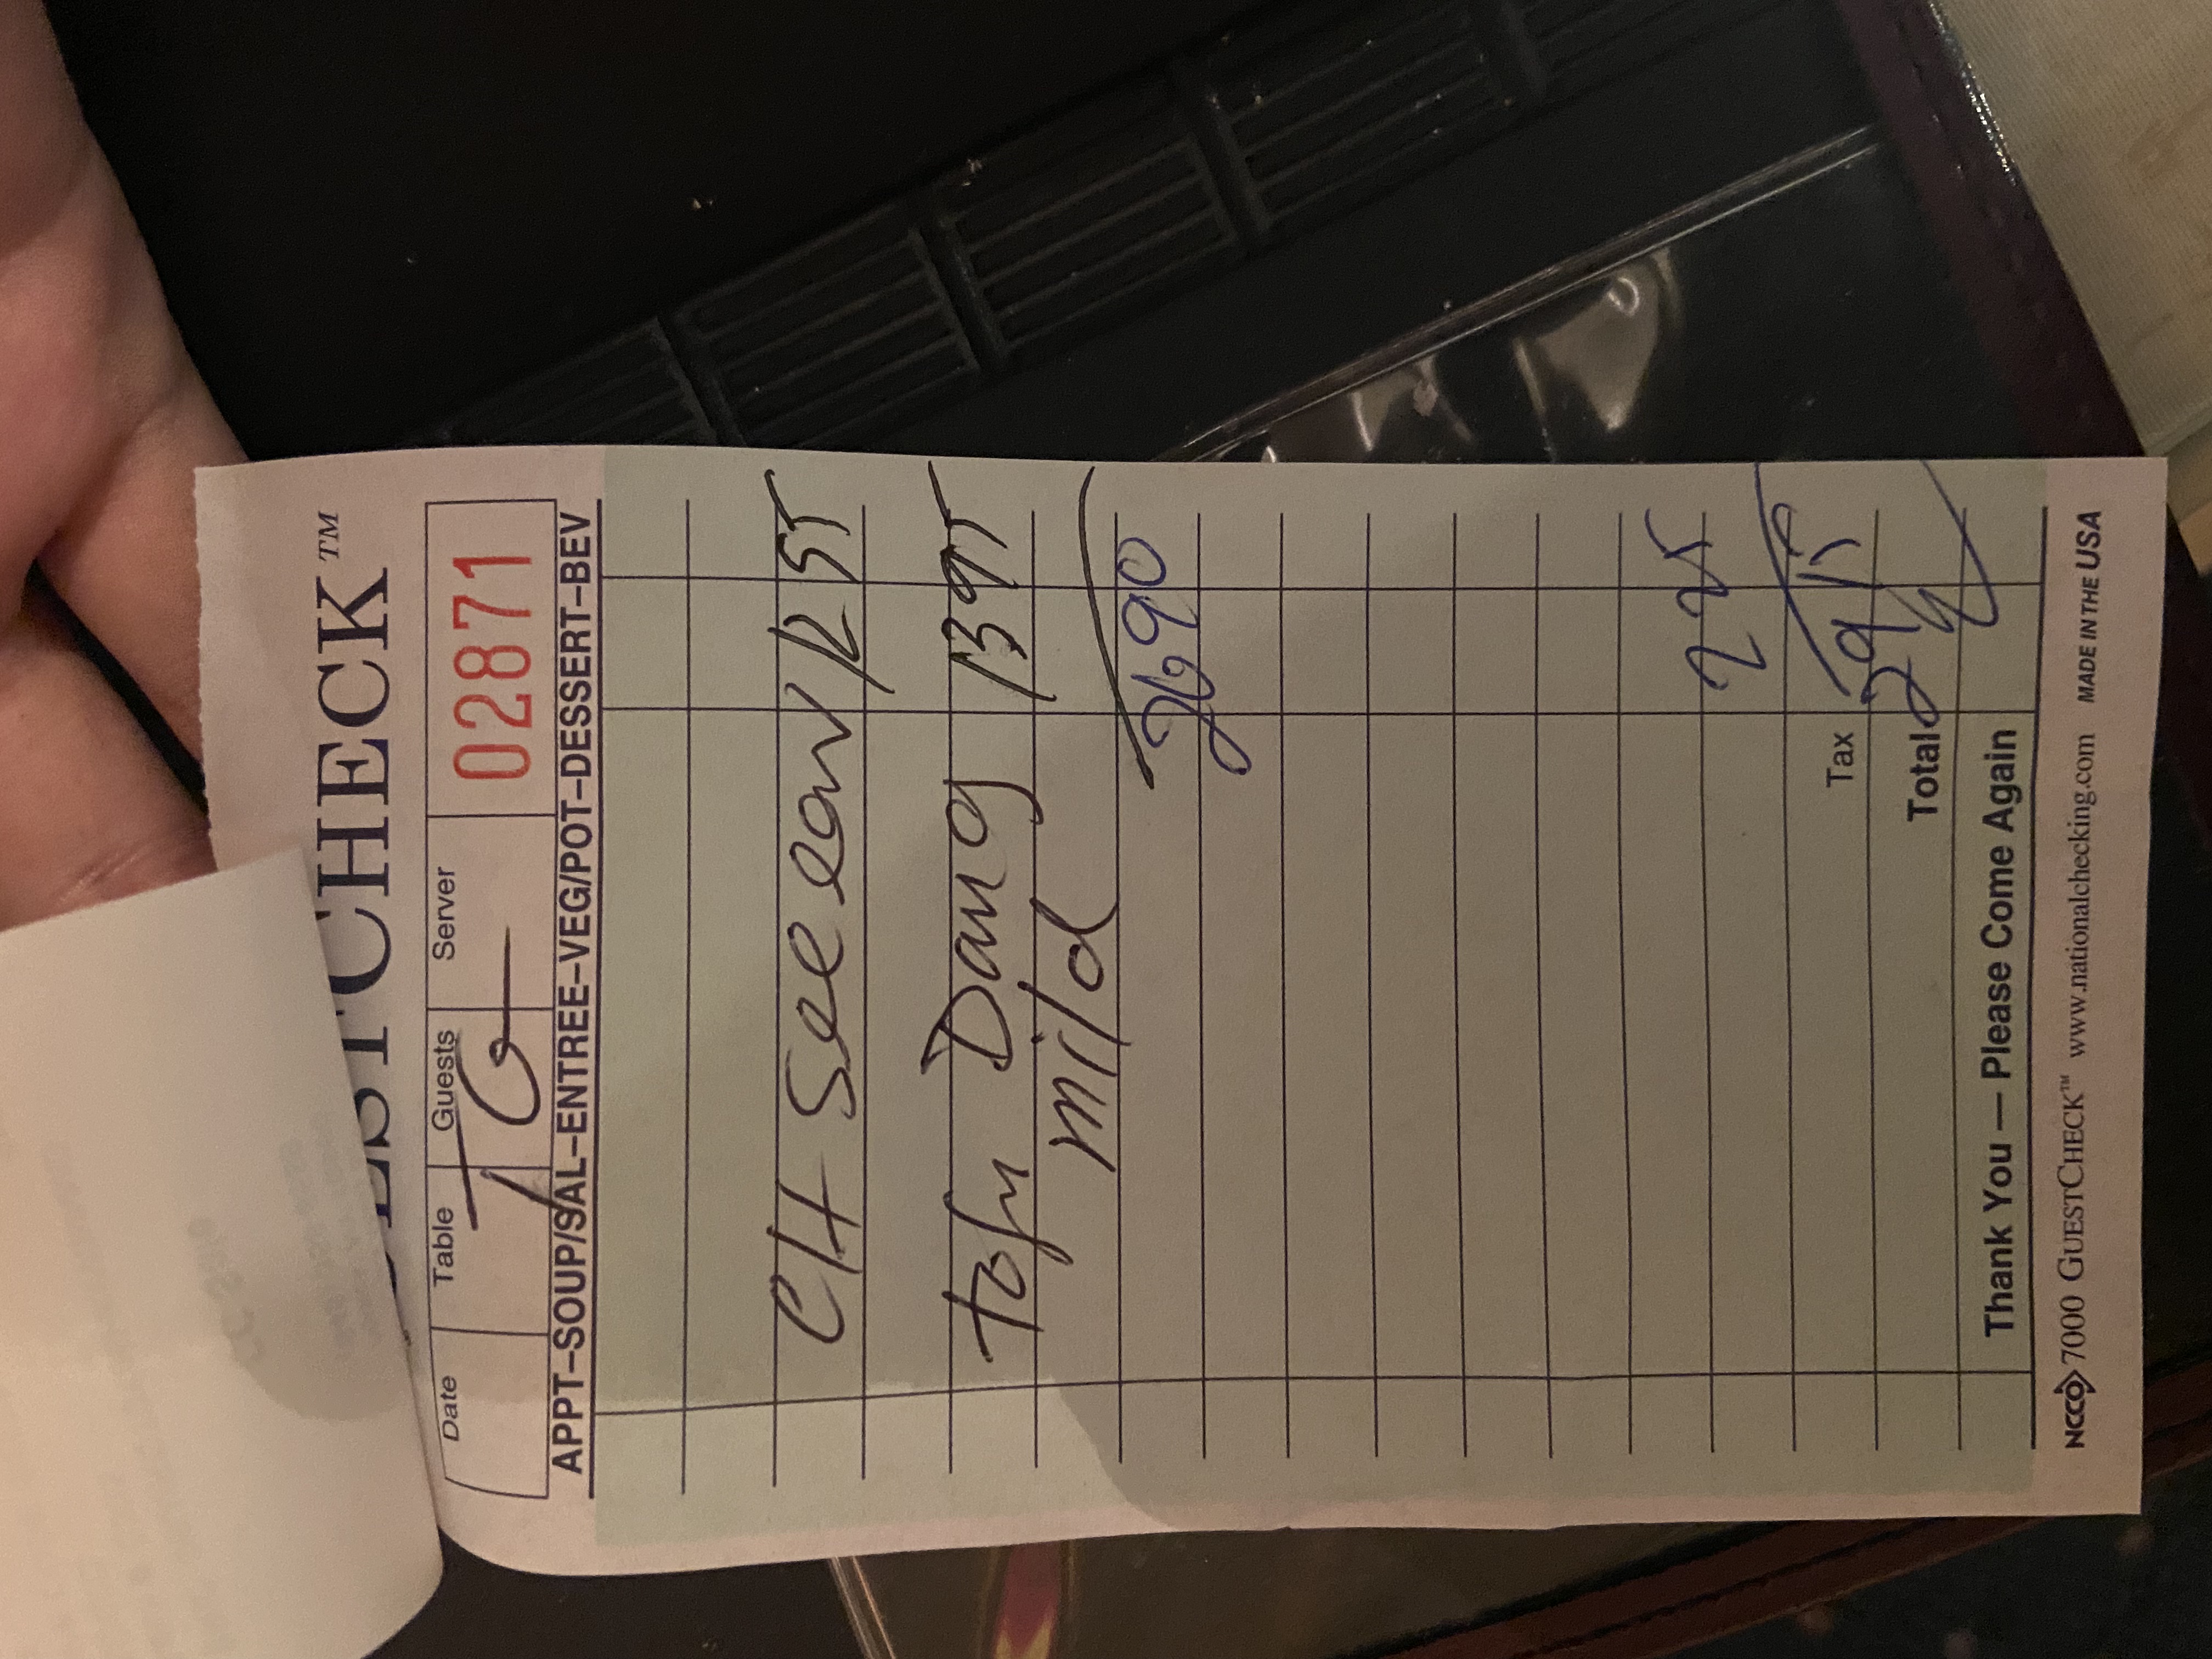 ESTCHECK™
Date Table Guests Server 02871
TG
APPT–SOUP/SAL–ENTREE–VEG/POT–DESSERT–BEV
CH See ew 12 95
tofu Dang 13 95
mild
26 90
2 25
Tax
29 15
Total
Thank You — Please Come Again
NCCO 7000 GUESTCHECK™ www.nationalchecking.com MADE IN THE USA